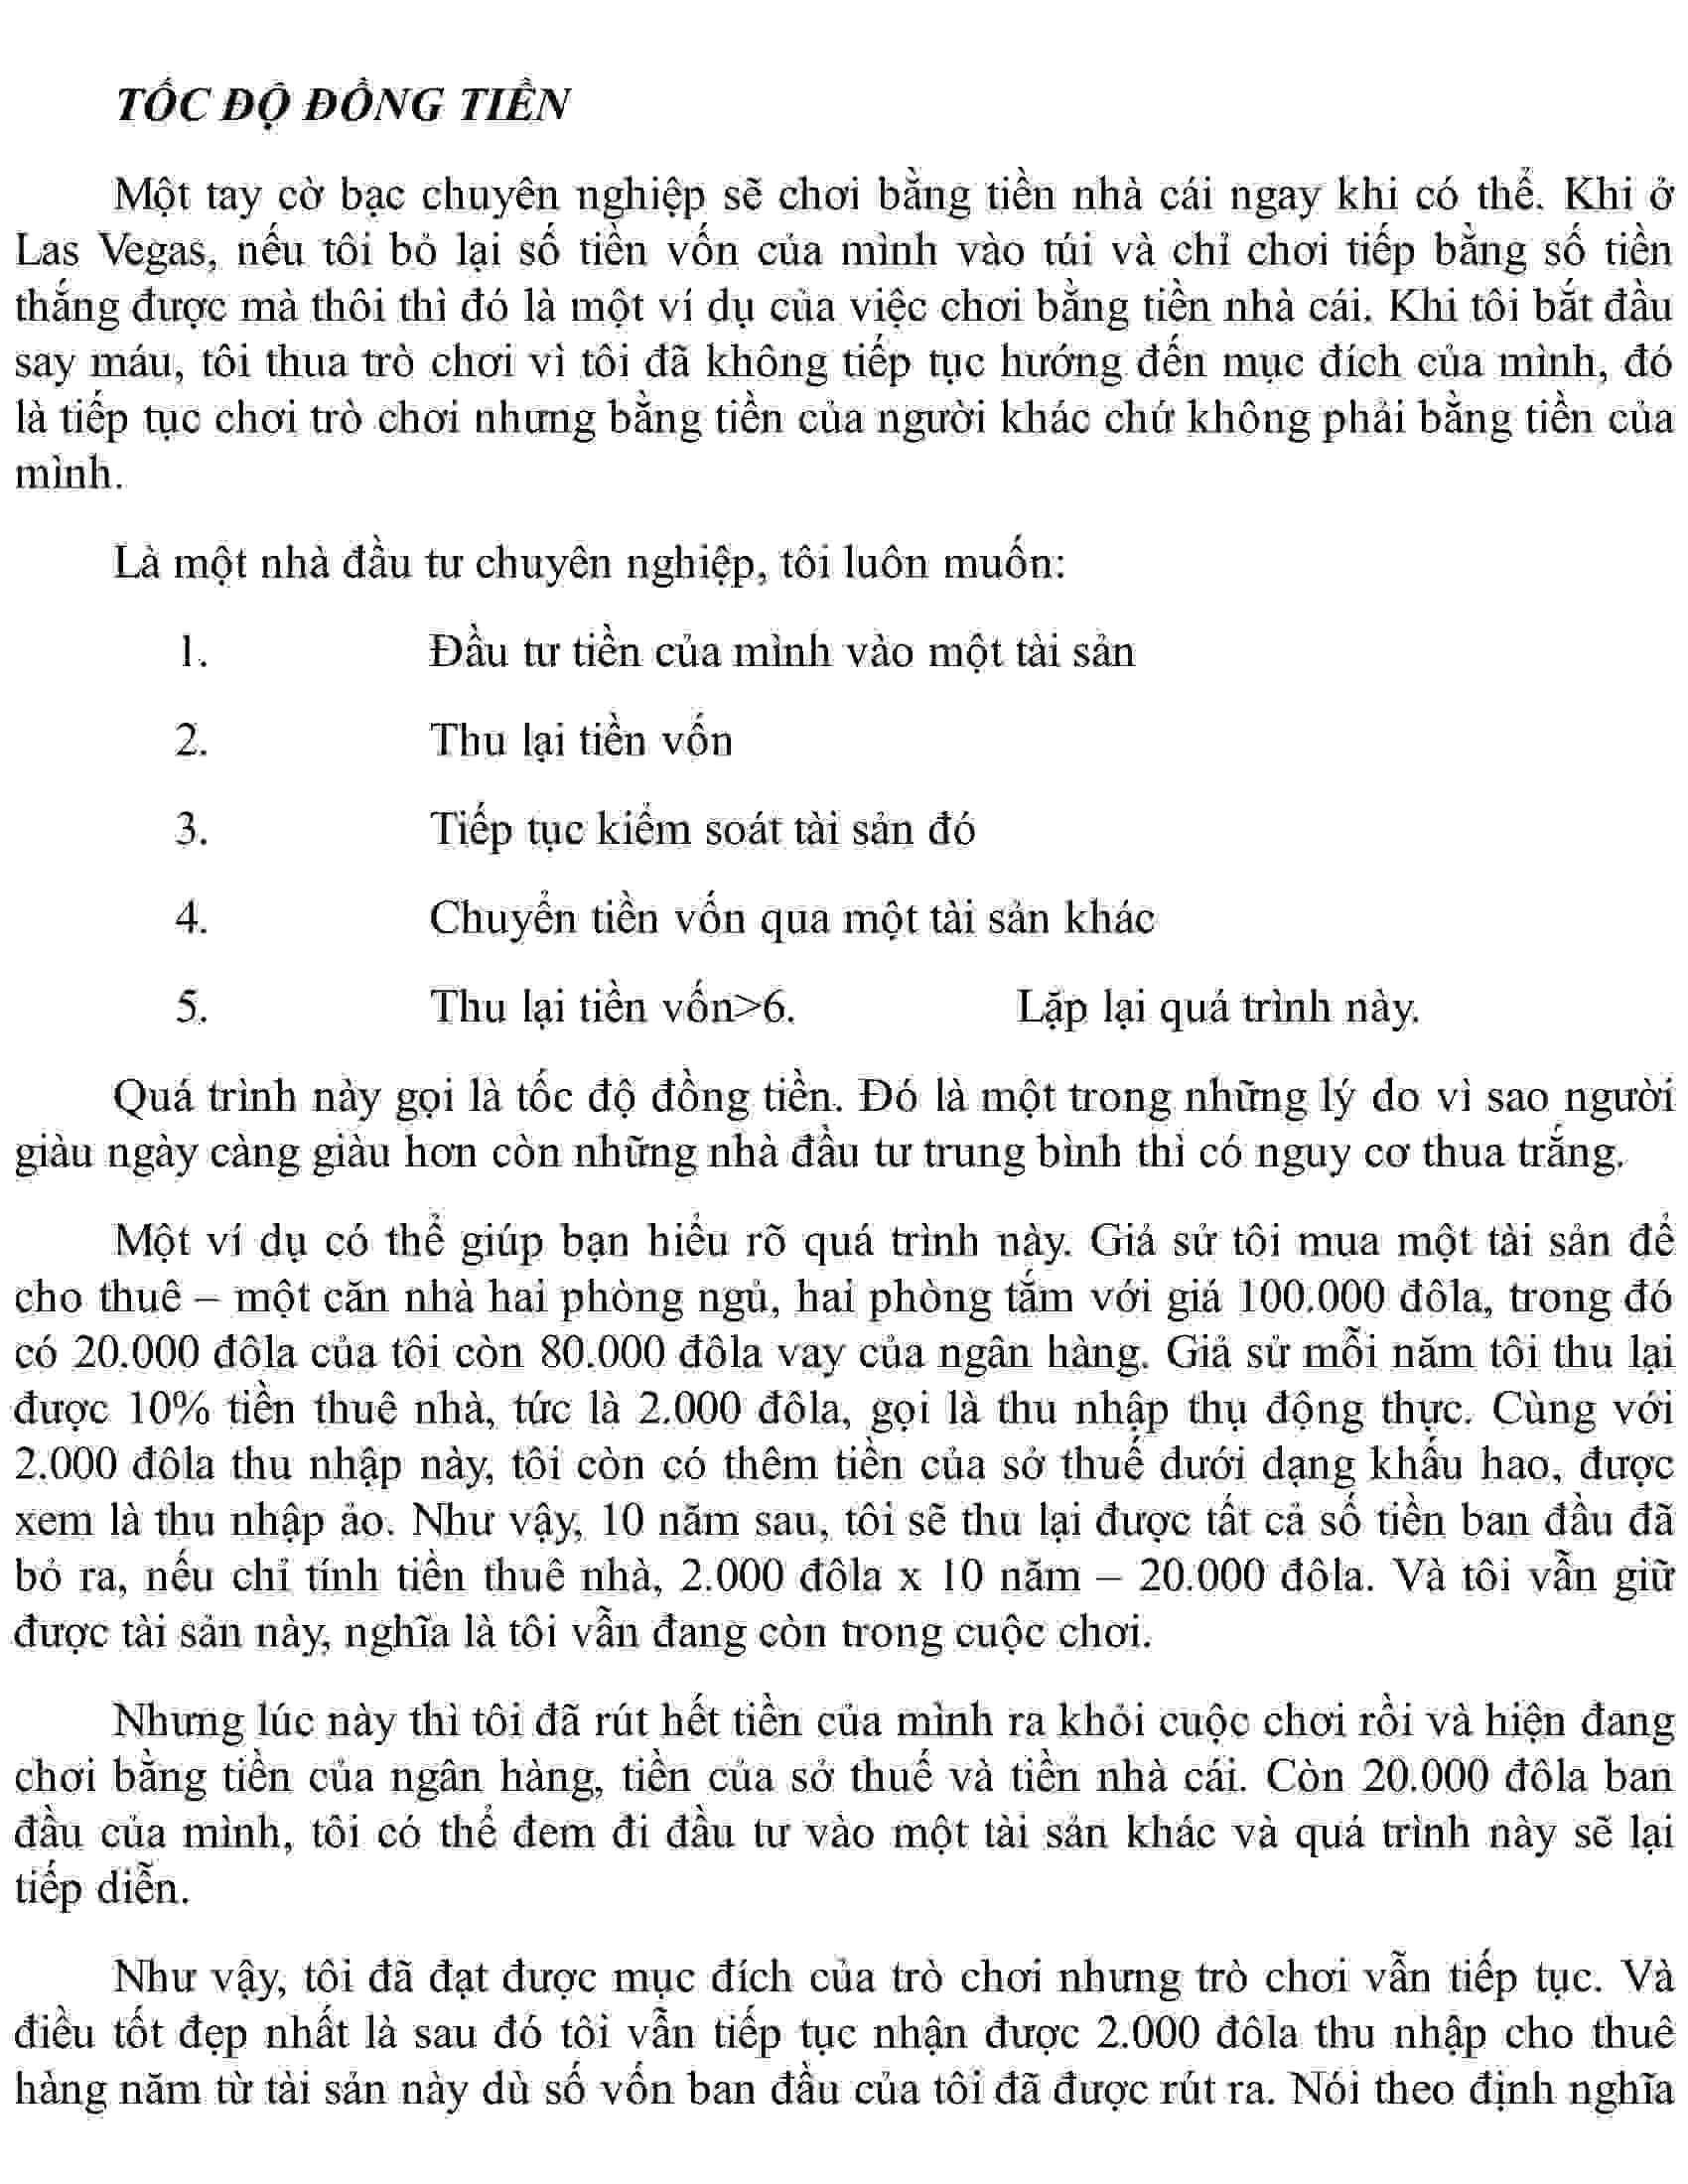 TỐC ĐỘ ĐỒNG TIỀN
Một tay cờ bạc chuyên nghiệp sẽ chơi bằng tiền nhà cái ngay khi có thể. Khi ở
Las Vegas, nếu tôi bỏ lại số tiền vốn của mình vào túi và chỉ chơi tiếp bằng số tiền
thắng được mà thôi thì đó là một ví dụ của việc chơi bằng tiền nhà cái. Khi tôi bắt đầu
say máu, tôi thua trò chơi vì tôi đã không tiếp tục hướng đến mục đích của mình, đó
là tiếp tục chơi trò chơi nhưng bằng tiền của người khác chứ không phải bằng tiền của
mình.
Là một nhà đầu tư chuyên nghiệp, tôi luôn muốn:
1. Đầu tư tiền của mình vào một tài sản
2. Thu lại tiền vốn
3. Tiếp tục kiểm soát tài sản đó
4. Chuyển tiền vốn qua một tài sản khác
5. Thu lại tiền vốn>6. Lặp lại quá trình này.
Quá trình này gọi là tốc độ đồng tiền. Đó là một trong những lý do vì sao người
giàu ngày càng giàu hơn còn những nhà đầu tư trung bình thì có nguy cơ thua trắng.
Một ví dụ có thể giúp bạn hiểu rõ quá trình này. Giả sử tôi mua một tài sản để
cho thuê – một căn nhà hai phòng ngủ, hai phòng tắm với giá 100.000 đôla, trong đó
có 20.000 đôla của tôi còn 80.000 đôla vay của ngân hàng. Giả sử mỗi năm tôi thu lại
được 10% tiền thuê nhà, tức là 2.000 đôla, gọi là thu nhập thụ động thực. Cùng với
2.000 đôla thu nhập này, tôi còn có thêm tiền của sở thuế dưới dạng khấu hao, được
xem là thu nhập ảo. Như vậy, 10 năm sau, tôi sẽ thu lại được tất cả số tiền ban đầu đã
bỏ ra, nếu chỉ tính tiền thuê nhà, 2.000 đôla x 10 năm – 20.000 đôla. Và tôi vẫn giữ
được tài sản này, nghĩa là tôi vẫn đang còn trong cuộc chơi.
Nhưng lúc này thì tôi đã rút hết tiền của mình ra khỏi cuộc chơi rồi và hiện đang
chơi bằng tiền của ngân hàng, tiền của sở thuế và tiền nhà cái. Còn 20.000 đôla ban
đầu của mình, tôi có thể đem đi đầu tư vào một tài sản khác và quá trình này sẽ lại
tiếp diễn.
Như vậy, tôi đã đạt được mục đích của trò chơi nhưng trò chơi vẫn tiếp tục. Và
điều tốt đẹp nhất là sau đó tôi vẫn tiếp tục nhận được 2.000 đôla thu nhập cho thuê
hàng năm từ tài sản này dù số vốn ban đầu của tôi đã được rút ra. Nói theo định nghĩa